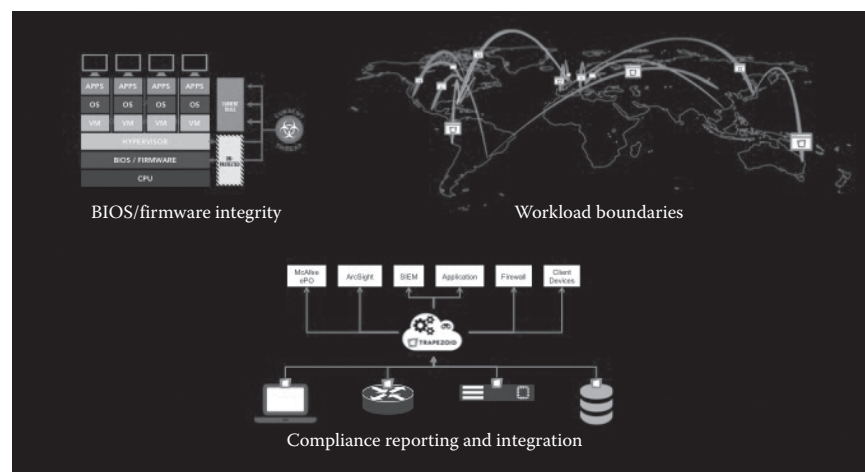 APPS APPS APPS APPS
OS OS OS OS
VM VM VM VM
HYPERVISOR
BIOS / FIRMWARE
CPU
THREAT
BIOS/firmware integrity
Workload boundaries
McAfee ePO
ArcSight
SIEM
Application
Firewall
Client Devices
TRAPEZOID
Compliance reporting and integration